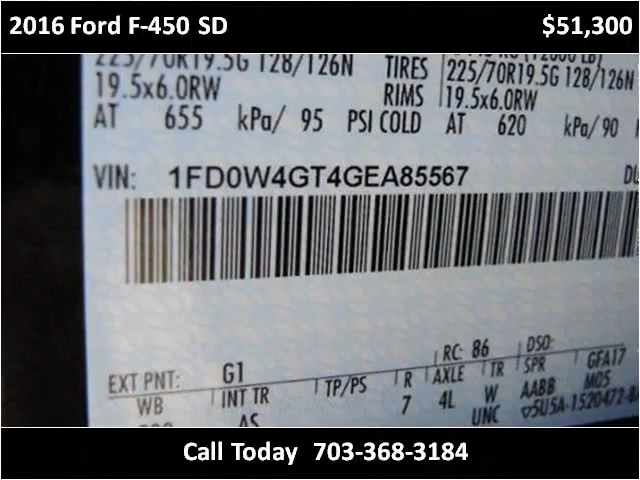 2016 Ford F-450 SD $51,300
225/70R19.5G 128/126N TIRES 225/70R19.5G 128/126N
19.5x6.0RW RIMS 19.5x6.0RW
AT 655 kPa/ 95 PSI COLD AT 620 kPa/ 90
VIN: 1FD0W4GT4GEA85567
RC: 86 DSO:
EXT PNT: G1 R AXLE TR SPR GFA17
WB INT TR TP/PS 7 4L W AABB M05
AS UNC 5U5A-1520472-
Call Today 703-368-3184